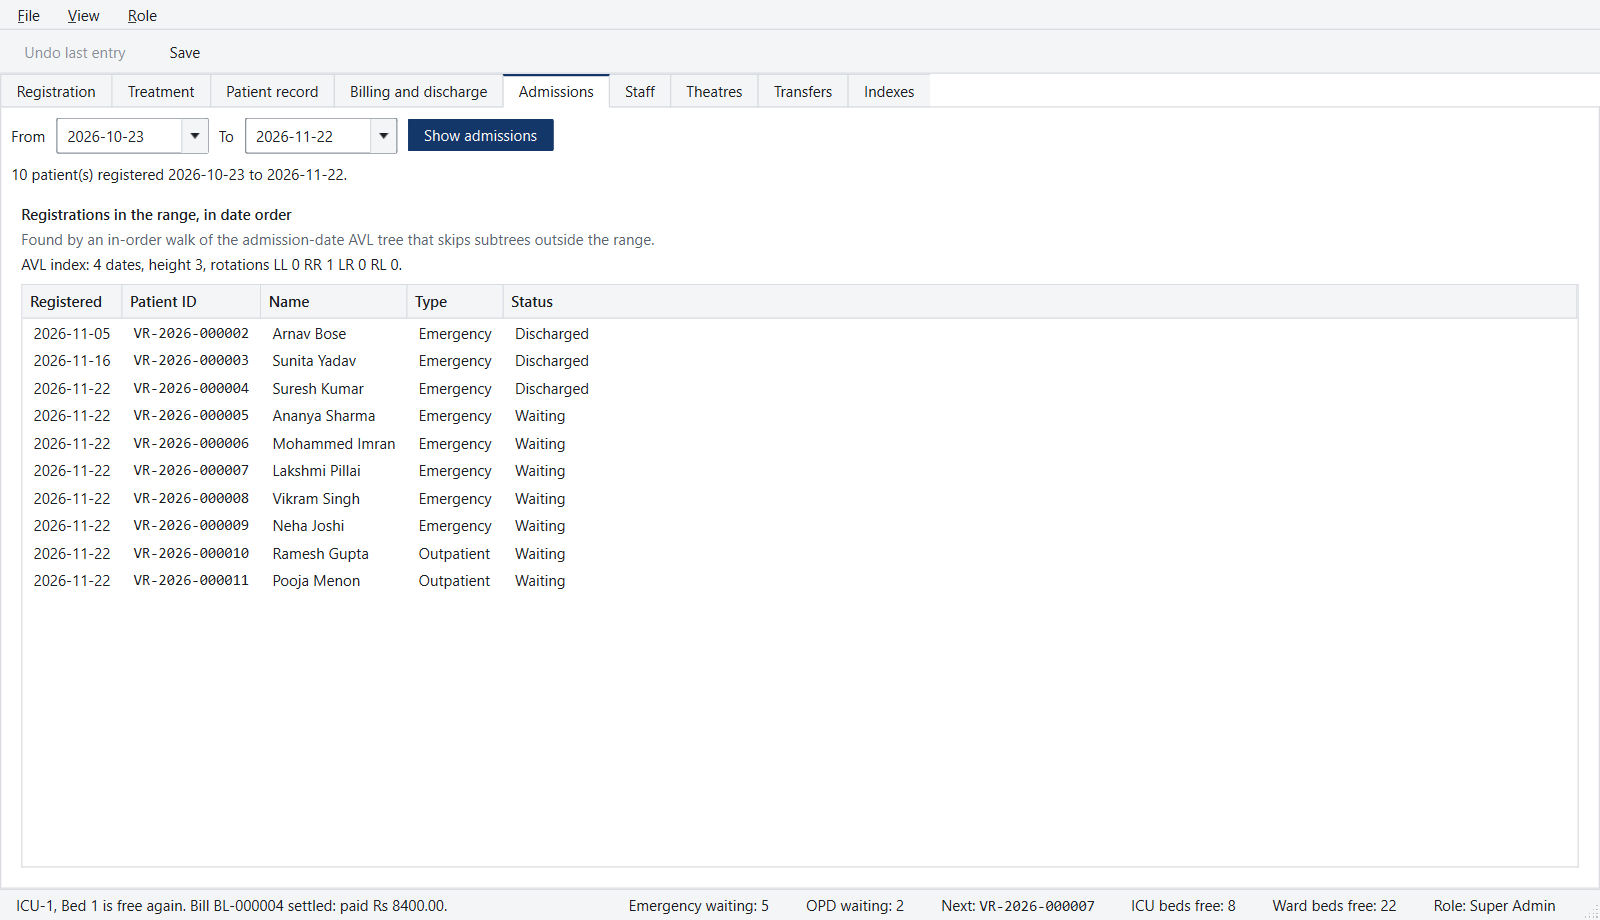 File View Role
Undo last entry Save
Registration Treatment Patient record Billing and discharge Admissions Staff Theatres Transfers Indexes
From 2026-10-23 To 2026-11-22 Show admissions
10 patient(s) registered 2026-10-23 to 2026-11-22.
Registrations in the range, in date order
Found by an in-order walk of the admission-date AVL tree that skips subtrees outside the range.
AVL index: 4 dates, height 3, rotations LL 0 RR 1 LR 0 RL 0.
Registered Patient ID Name Type Status
2026-11-05 VR-2026-000002 Arnav Bose Emergency Discharged
2026-11-16 VR-2026-000003 Sunita Yadav Emergency Discharged
2026-11-22 VR-2026-000004 Suresh Kumar Emergency Discharged
2026-11-22 VR-2026-000005 Ananya Sharma Emergency Waiting
2026-11-22 VR-2026-000006 Mohammed Imran Emergency Waiting
2026-11-22 VR-2026-000007 Lakshmi Pillai Emergency Waiting
2026-11-22 VR-2026-000008 Vikram Singh Emergency Waiting
2026-11-22 VR-2026-000009 Neha Joshi Emergency Waiting
2026-11-22 VR-2026-000010 Ramesh Gupta Outpatient Waiting
2026-11-22 VR-2026-000011 Pooja Menon Outpatient Waiting
ICU-1, Bed 1 is free again. Bill BL-000004 settled: paid Rs 8400.00. Emergency waiting: 5 OPD waiting: 2 Next: VR-2026-000007 ICU beds free: 8 Ward beds free: 22 Role: Super Admin